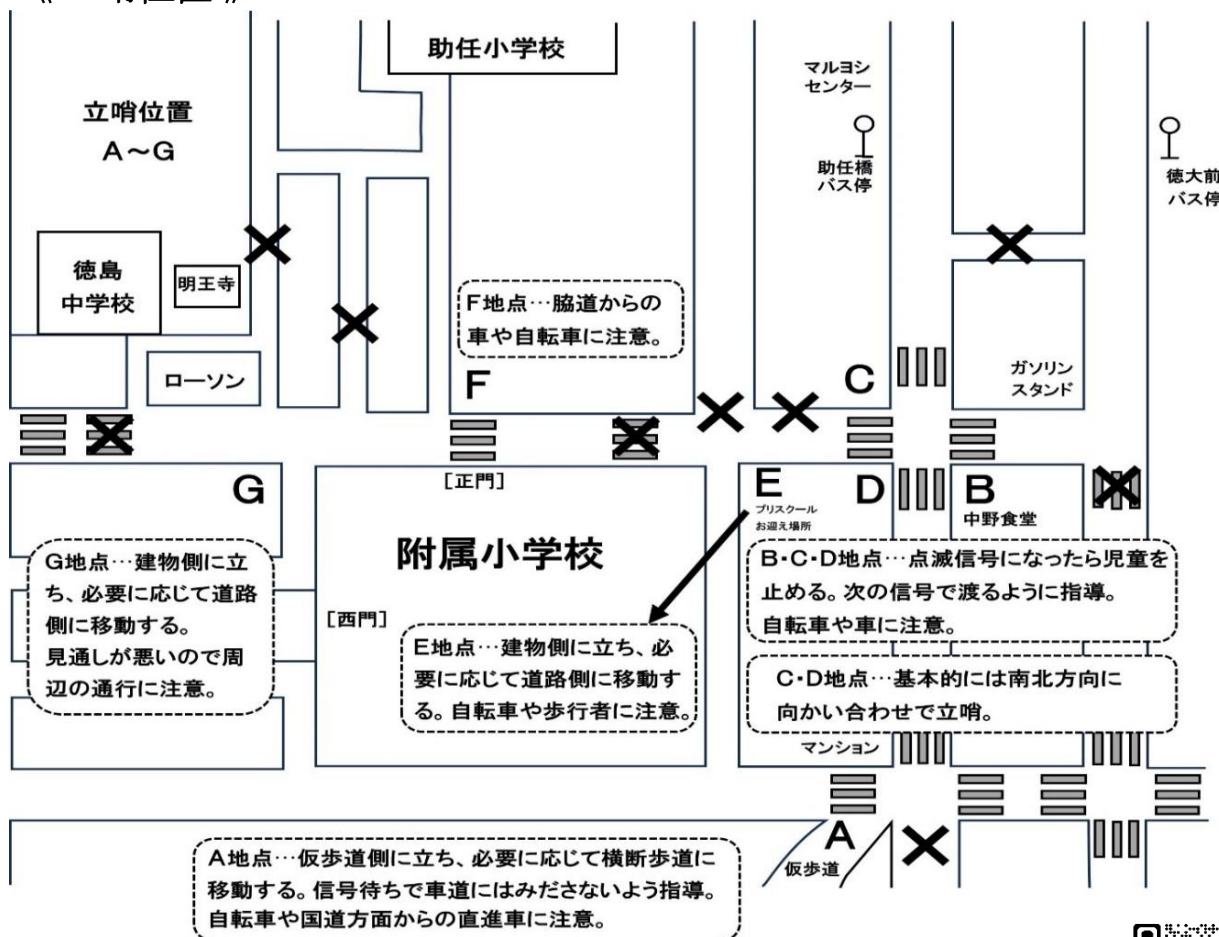 助任小学校
マルヨシ
センター
立哨位置
A~G
助任橋
バス停
徳大前
バス停
徳島
中学校
明王寺
F地点…脇道からの
車や自転車に注意。
ローソン
F
C
ガソリン
スタンド
[正門]
G
E
プリスクール
お迎え場所
D
B
中野食堂
附属小学校
G地点…建物側に立
ち、必要に応じて道路
側に移動する。
見通しが悪いので周
辺の通行に注意。
[西門]
E地点…建物側に立ち、必
要に応じて道路側に移動す
る。自転車や歩行者に注意。
B・C・D地点…点滅信号になったら児童を
止める。次の信号で渡るように指導。
自転車や車に注意。
C・D地点…基本的には南北方向に
向かい合わせで立哨。
マンション
A
仮歩道
A地点…仮歩道側に立ち、必要に応じて横断歩道に
移動する。信号待ちで車道にはみださないよう指導。
自転車や国道方面からの直進車に注意。